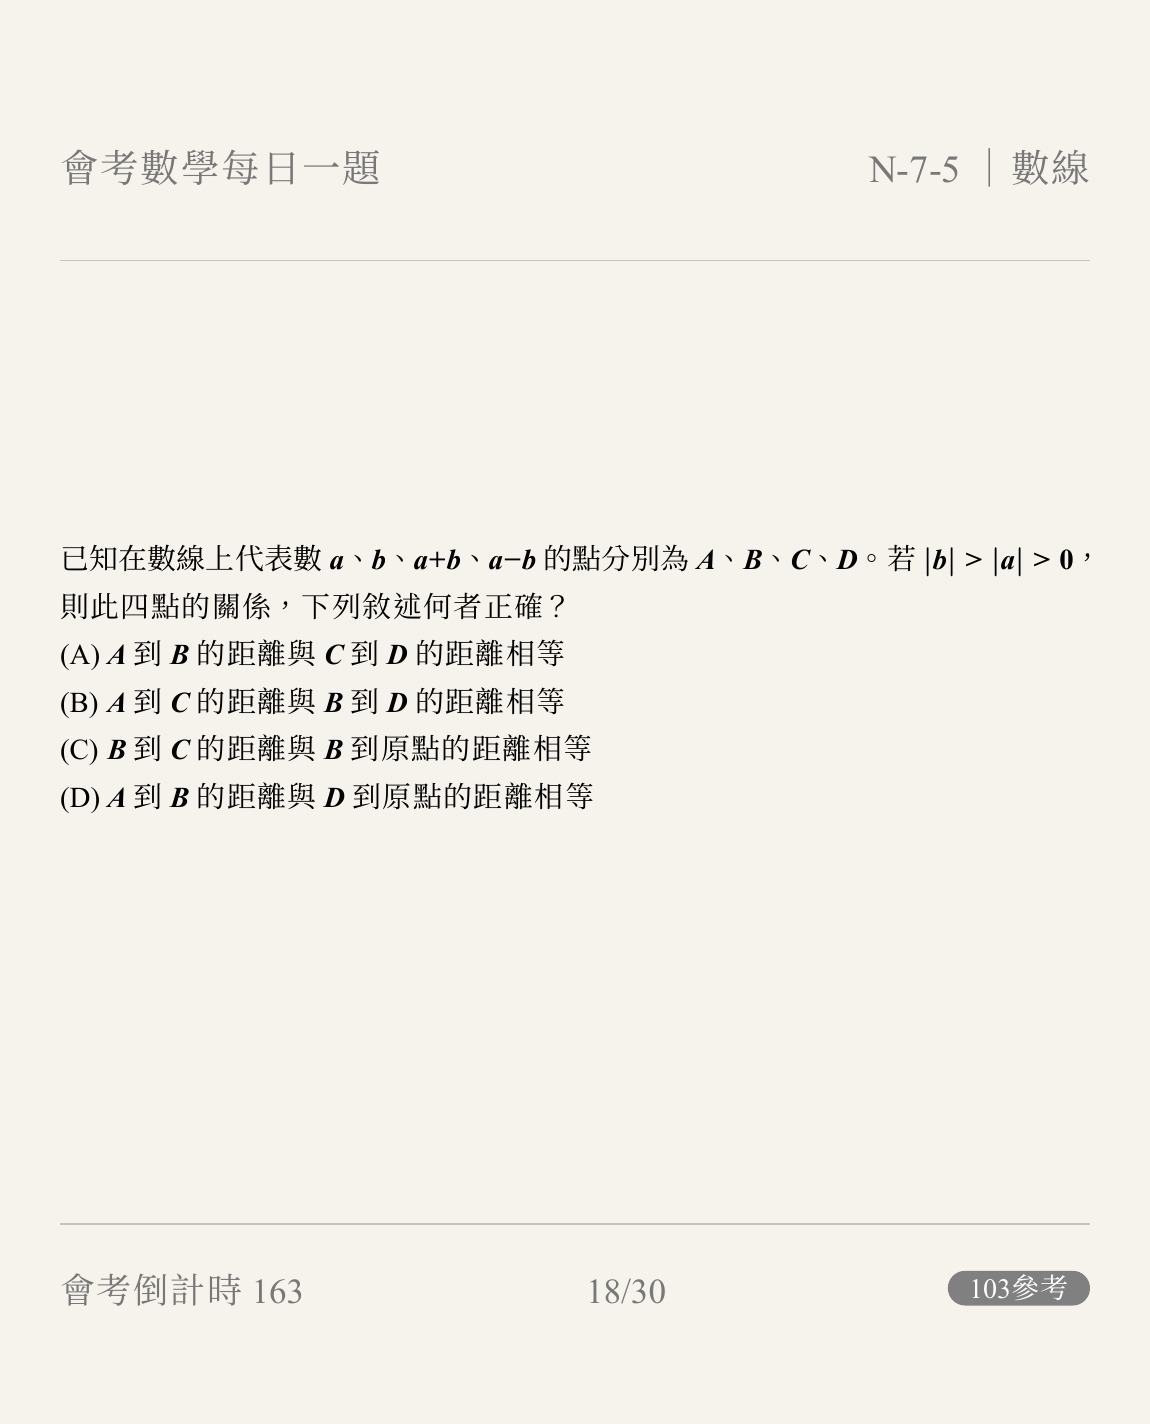 會考數學每日一題
N-7-5｜數線
已知在數線上代表數 a、b、a+b、a−b 的點分別為 A、B、C、D。若 |b| > |a| > 0，
則此四點的關係，下列敘述何者正確？
(A) A 到 B 的距離與 C 到 D 的距離相等
(B) A 到 C 的距離與 B 到 D 的距離相等
(C) B 到 C 的距離與 B 到原點的距離相等
(D) A 到 B 的距離與 D 到原點的距離相等
會考倒計時 163
18/30
103參考